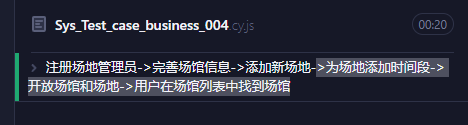 Sys_Test_case_business_004.cy.js 00:20
注册场地管理员->完善场馆信息->添加新场地->为场地添加时间段->
开放场馆和场地->用户在场馆列表中找到场馆